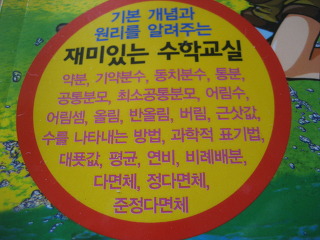 기본 개념과
원리를 알려주는
재미있는 수학교실
약분, 기약분수, 동치분수, 통분,
공통분모, 최소공통분모, 어림수,
어림셈, 올림, 반올림, 버림, 근삿값,
수를 나타내는 방법, 과학적 표기법,
대푯값, 평균, 연비, 비례배분,
다면체, 정다면체,
준정다면체